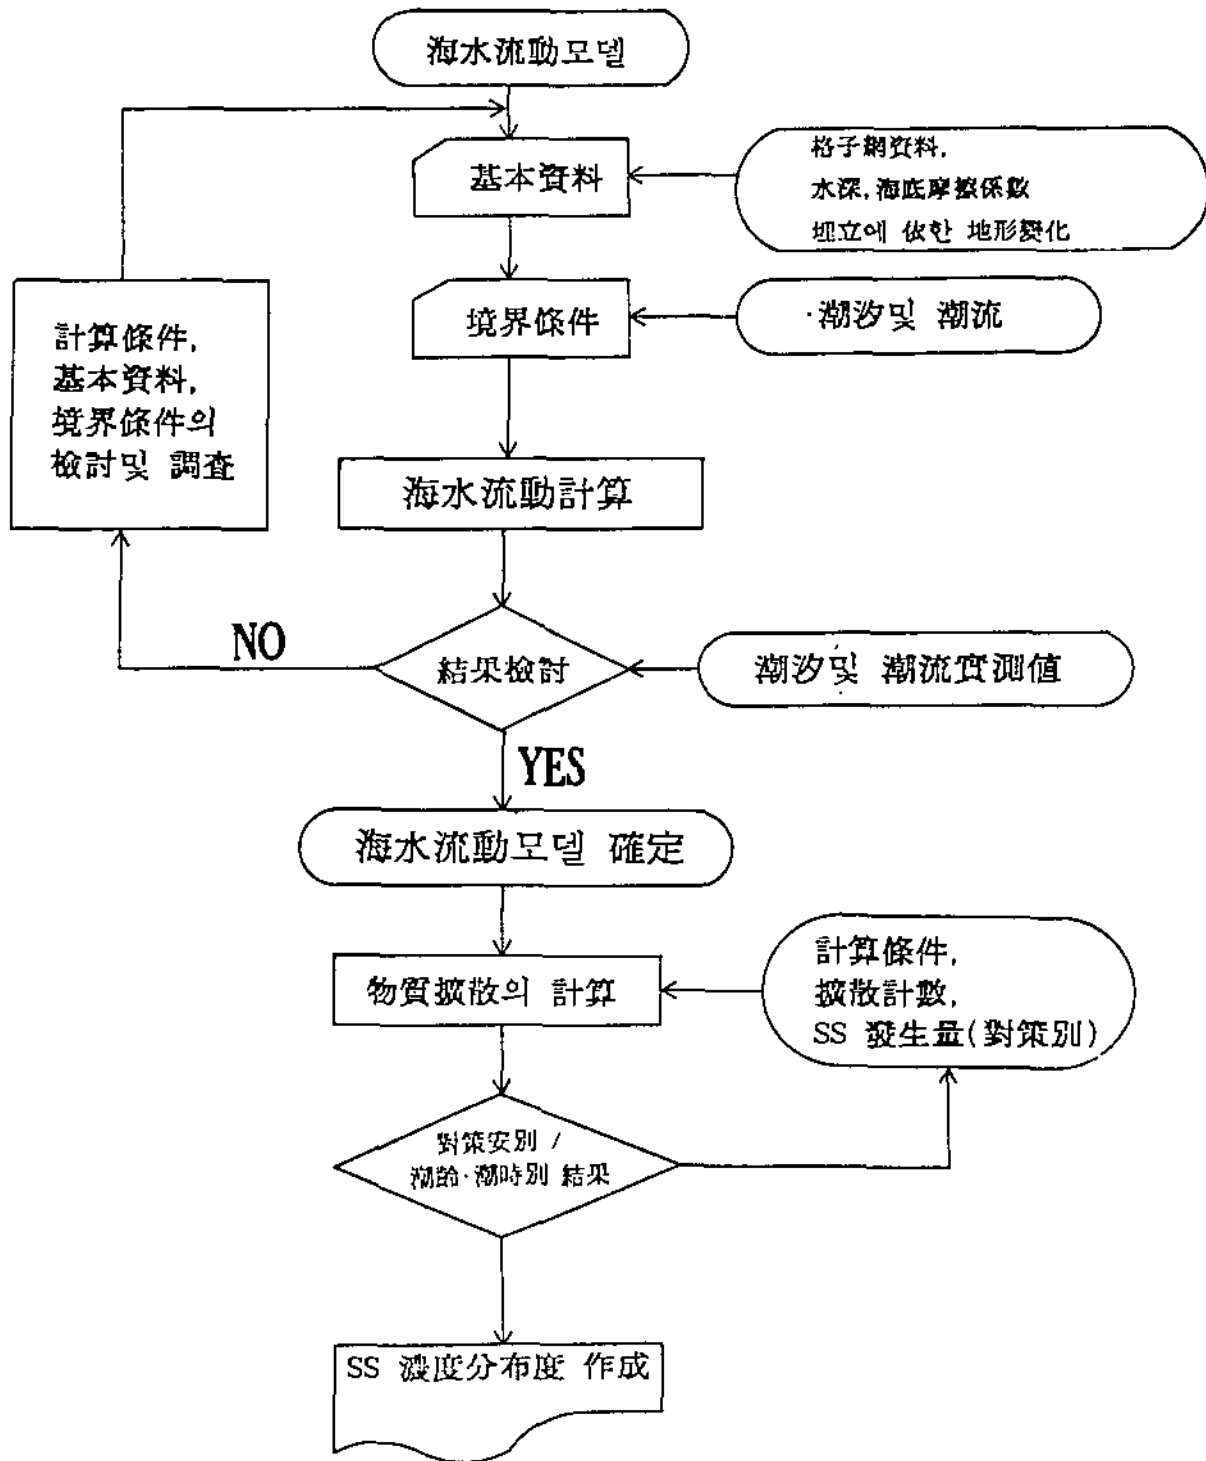 海水流動모델
基本資料
格子網資料,
水深,海底摩擦係數
埋立에 依한 地形變化
境界條件
潮汐및 潮流
計算條件,
基本資料,
境界條件의
檢討및 調査
海水流動計算
NO
結果檢討
潮汐및 潮流實測値
YES
海水流動모델 確定
物質擴散의 計算
計算條件,
擴散計數,
SS 發生量(對策別)
對策安別 /
潮齡·潮時別 結果
SS 濃度分布度 作成